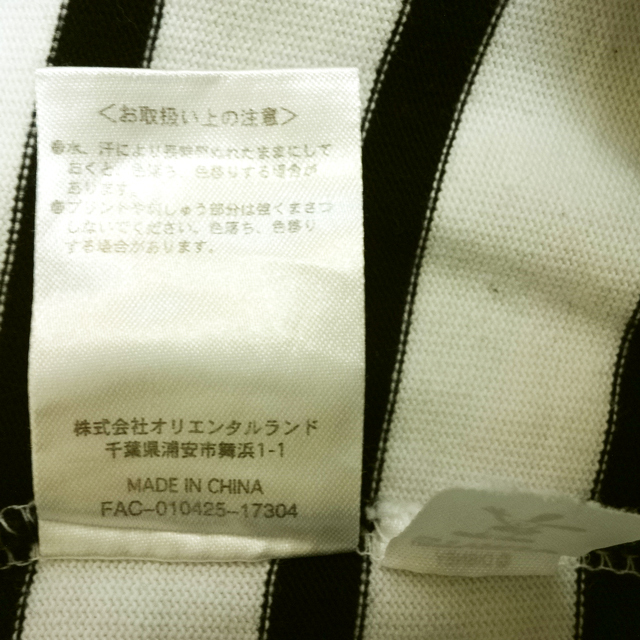 <お取扱い上の注意>
●水、汗により長時間ぬれたままにして
おくと、色落ち、色移りする場合が
あります。
●プリントやししゅう部分は強くまさつ
しないでください。色落ち、色移り
する場合があります。
株式会社オリエンタルランド
千葉県浦安市舞浜1-1
MADE IN CHINA
FAC-010425-17304